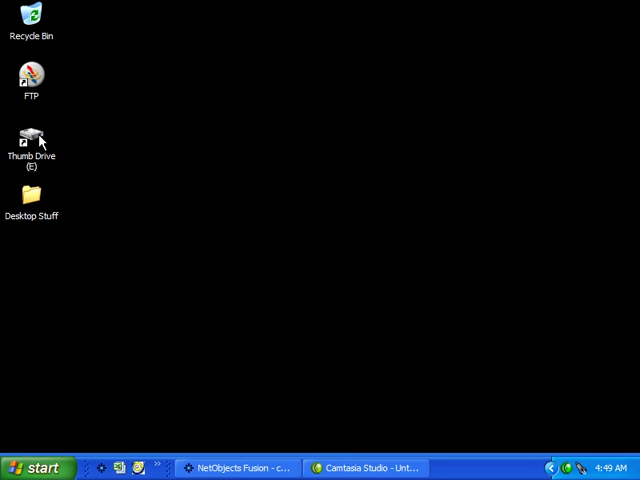 Recycle Bin
FTP
Thumb Drive
(E)
Desktop Stuff
start
NetObjects Fusion - c...
Camtasia Studio - Unt...
4:49 AM